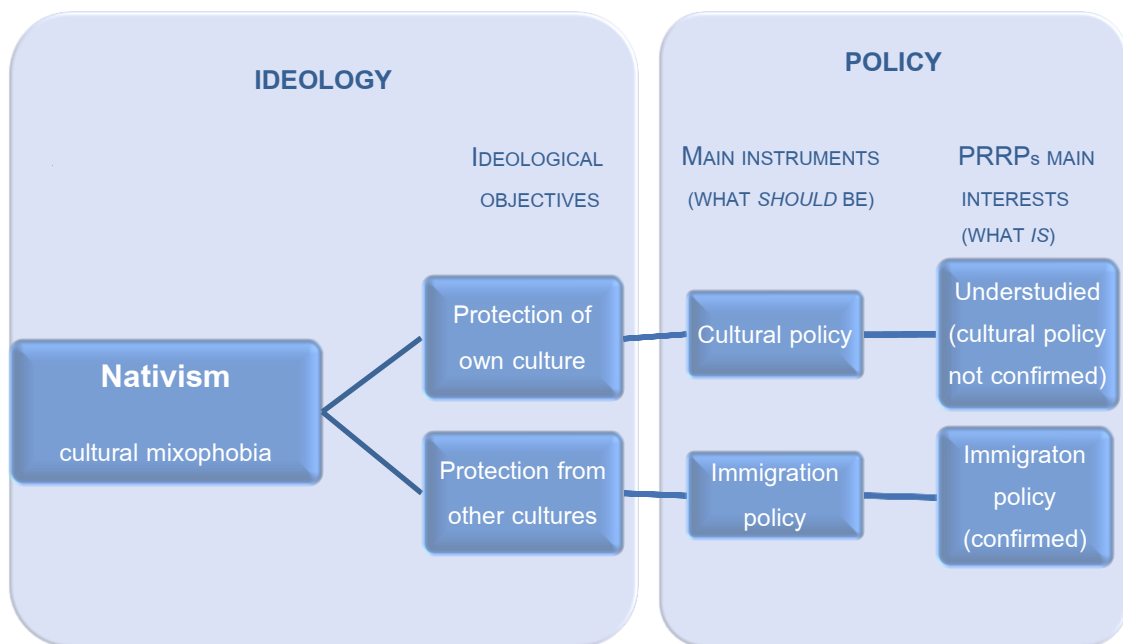 IDEOLOGY
POLICY
IDEOLOGICAL
OBJECTIVES
MAIN INSTRUMENTS
(WHAT SHOULD BE)
PRRPs MAIN
INTERESTS
(WHAT IS)
Nativism
cultural mixophobia
Protection of
own culture
Cultural policy
Understudied
(cultural policy
not confirmed)
Protection from
other cultures
Immigration
policy
Immigraton
policy
(confirmed)